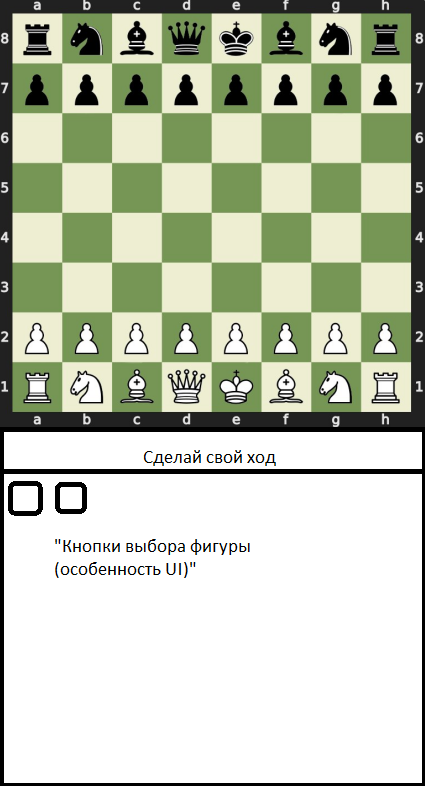 a b c d e f g h
8 8
7 7
6 6
5 5
4 4
3 3
2 2
1 1
a b c d e f g h
Сделай свой ход
"Кнопки выбора фигуры
(особенность UI)"